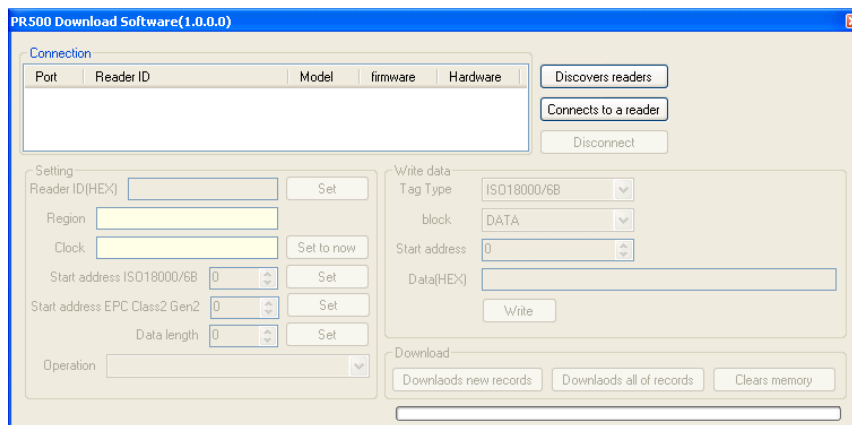 PR500 Download Software(1.0.0.0)
Connection
Port Reader ID Model firmware Hardware
Discovers readers
Connects to a reader
Disconnect
Setting
Reader ID(HEX) Set
Region
Clock Set to now
Start address ISO18000/6B 0 Set
Start address EPC Class2 Gen2 0 Set
Data length 0 Set
Operation
Write data
Tag Type ISO18000/6B
block DATA
Start address 0
Data(HEX)
Write
Download
Downlaods new records Downlaods all of records Clears memory